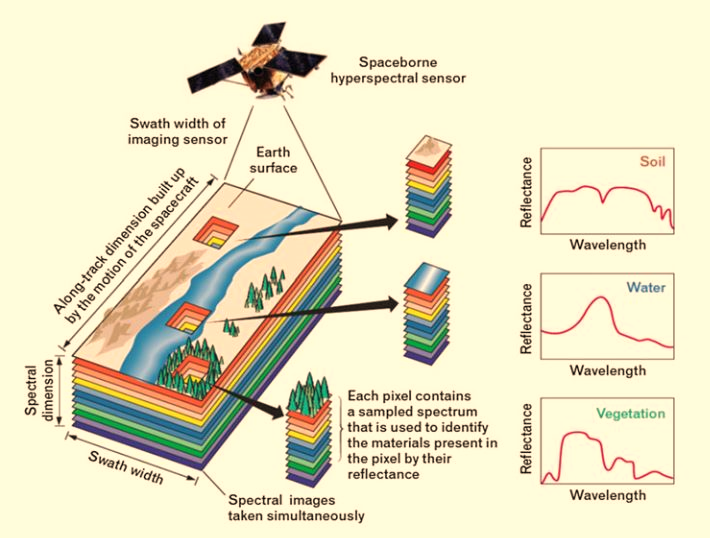 Spaceborne
hyperspectral sensor
Swath width of
imaging sensor
Earth
surface
Along-track dimension built up
by the motion of the spacecraft
Spectral
dimension
Swath width
Spectral images
taken simultaneously
Each pixel contains
a sampled spectrum
that is used to identify
the materials present in
the pixel by their
reflectance
Soil
Reflectance
Wavelength
Water
Reflectance
Wavelength
Vegetation
Reflectance
Wavelength